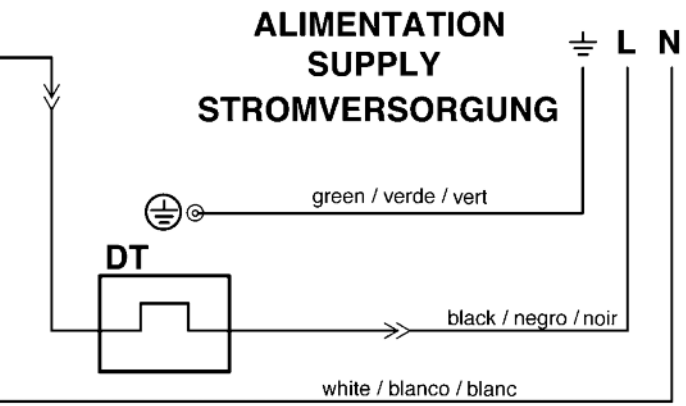 ALIMENTATION
SUPPLY
STROMVERSORGUNG
L N
green / verde / vert
DT
black / negro / noir
white / blanco / blanc